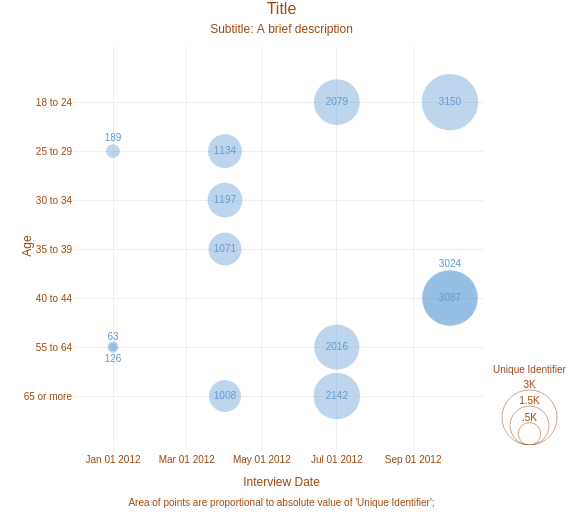 Title
Subtitle: A brief description
18 to 24
2079
3150
189
25 to 29
1134
30 to 34
1197
Age
35 to 39
1071
3024
40 to 44
3087
63
55 to 64
2016
126
65 or more
1008
2142
Unique Identifier
3K
1.5K
.5K
Jan 01 2012 Mar 01 2012 May 01 2012 Jul 01 2012 Sep 01 2012
Interview Date
Area of points are proportional to absolute value of 'Unique Identifier';